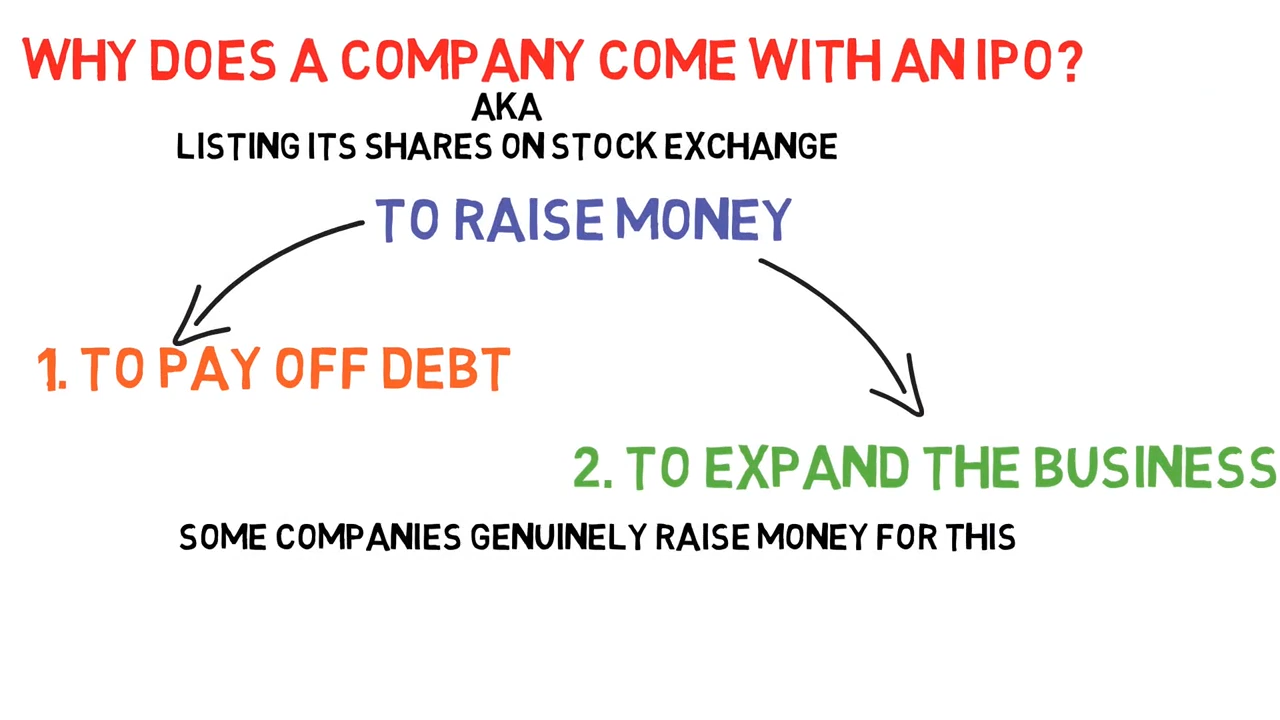 WHY DOES A COMPANY COME WITH AN IPO?
AKA
LISTING ITS SHARES ON STOCK EXCHANGE
TO RAISE MONEY
1. TO PAY OFF DEBT
2. TO EXPAND THE BUSINESS
SOME COMPANIES GENUINELY RAISE MONEY FOR THIS